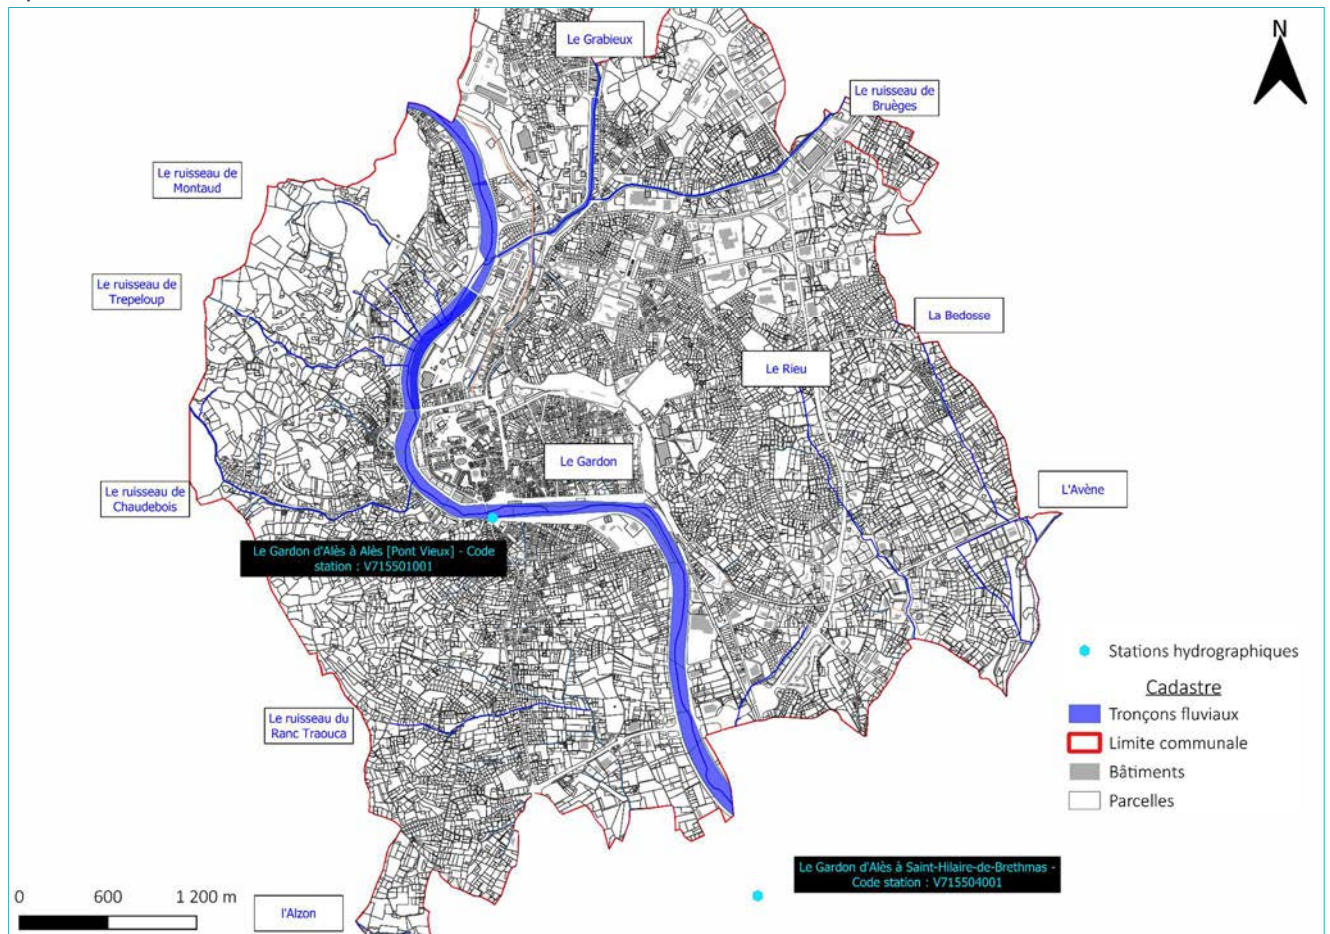 N
Le Grabieux
Le ruisseau de
Bruèges
Le ruisseau de
Montaud
Le ruisseau de
Trepeloup
La Bedosse
Le Rieu
Le Gardon
Le ruisseau de
Chaudebois
L'Avène
Le Gardon d'Alès à Alès [Pont Vieux] - Code
station : V715501001
Stations hydrographiques
Cadastre
Tronçons fluviaux
Limite communale
Bâtiments
Parcelles
Le ruisseau du
Ranc Traouca
Le Gardon d'Alès à Saint-Hilaire-de-Brethmas -
Code station : V715504001
0 600 1 200 m
l'Alzon